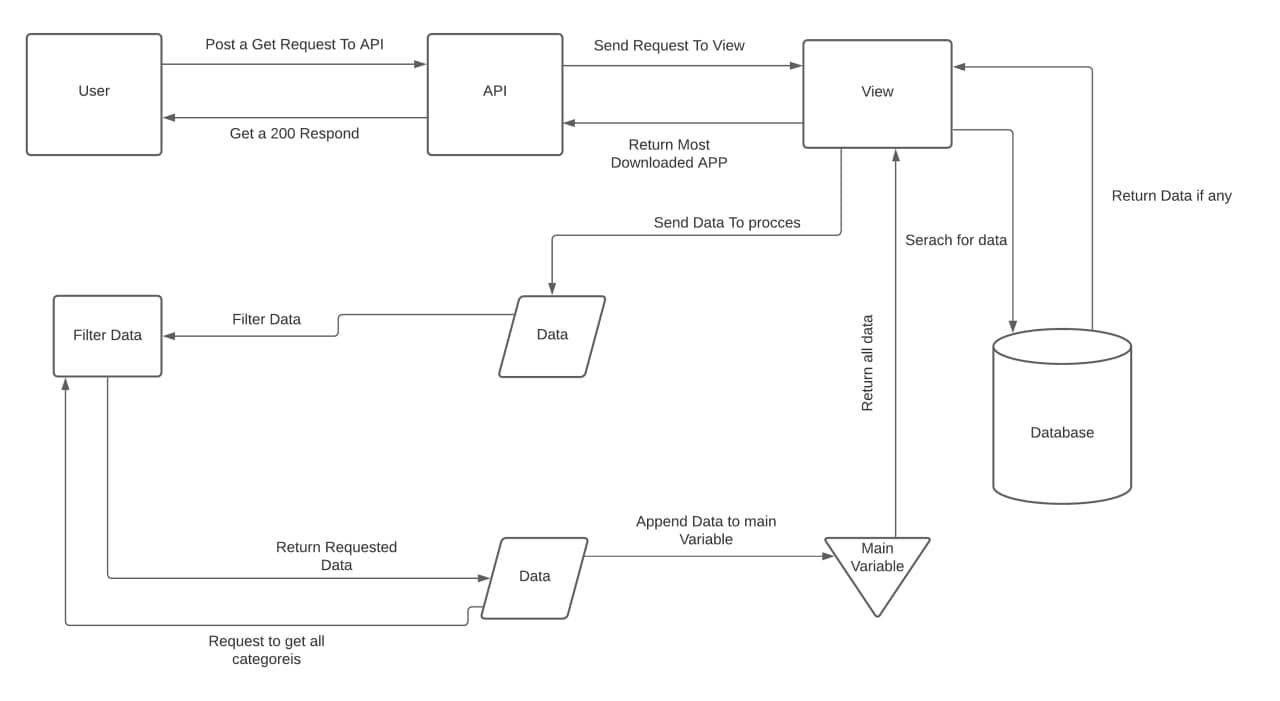 Post a Get Request To API
Send Request To View
User
API
View
Get a 200 Respond
Return Most
Downloaded APP
Return Data if any
Send Data To procces
Serach for data
Filter Data
Filter Data
Data
Return all data
Database
Append Data to main
Variable
Return Requested
Data
Data
Main
Variable
Request to get all
categoreis